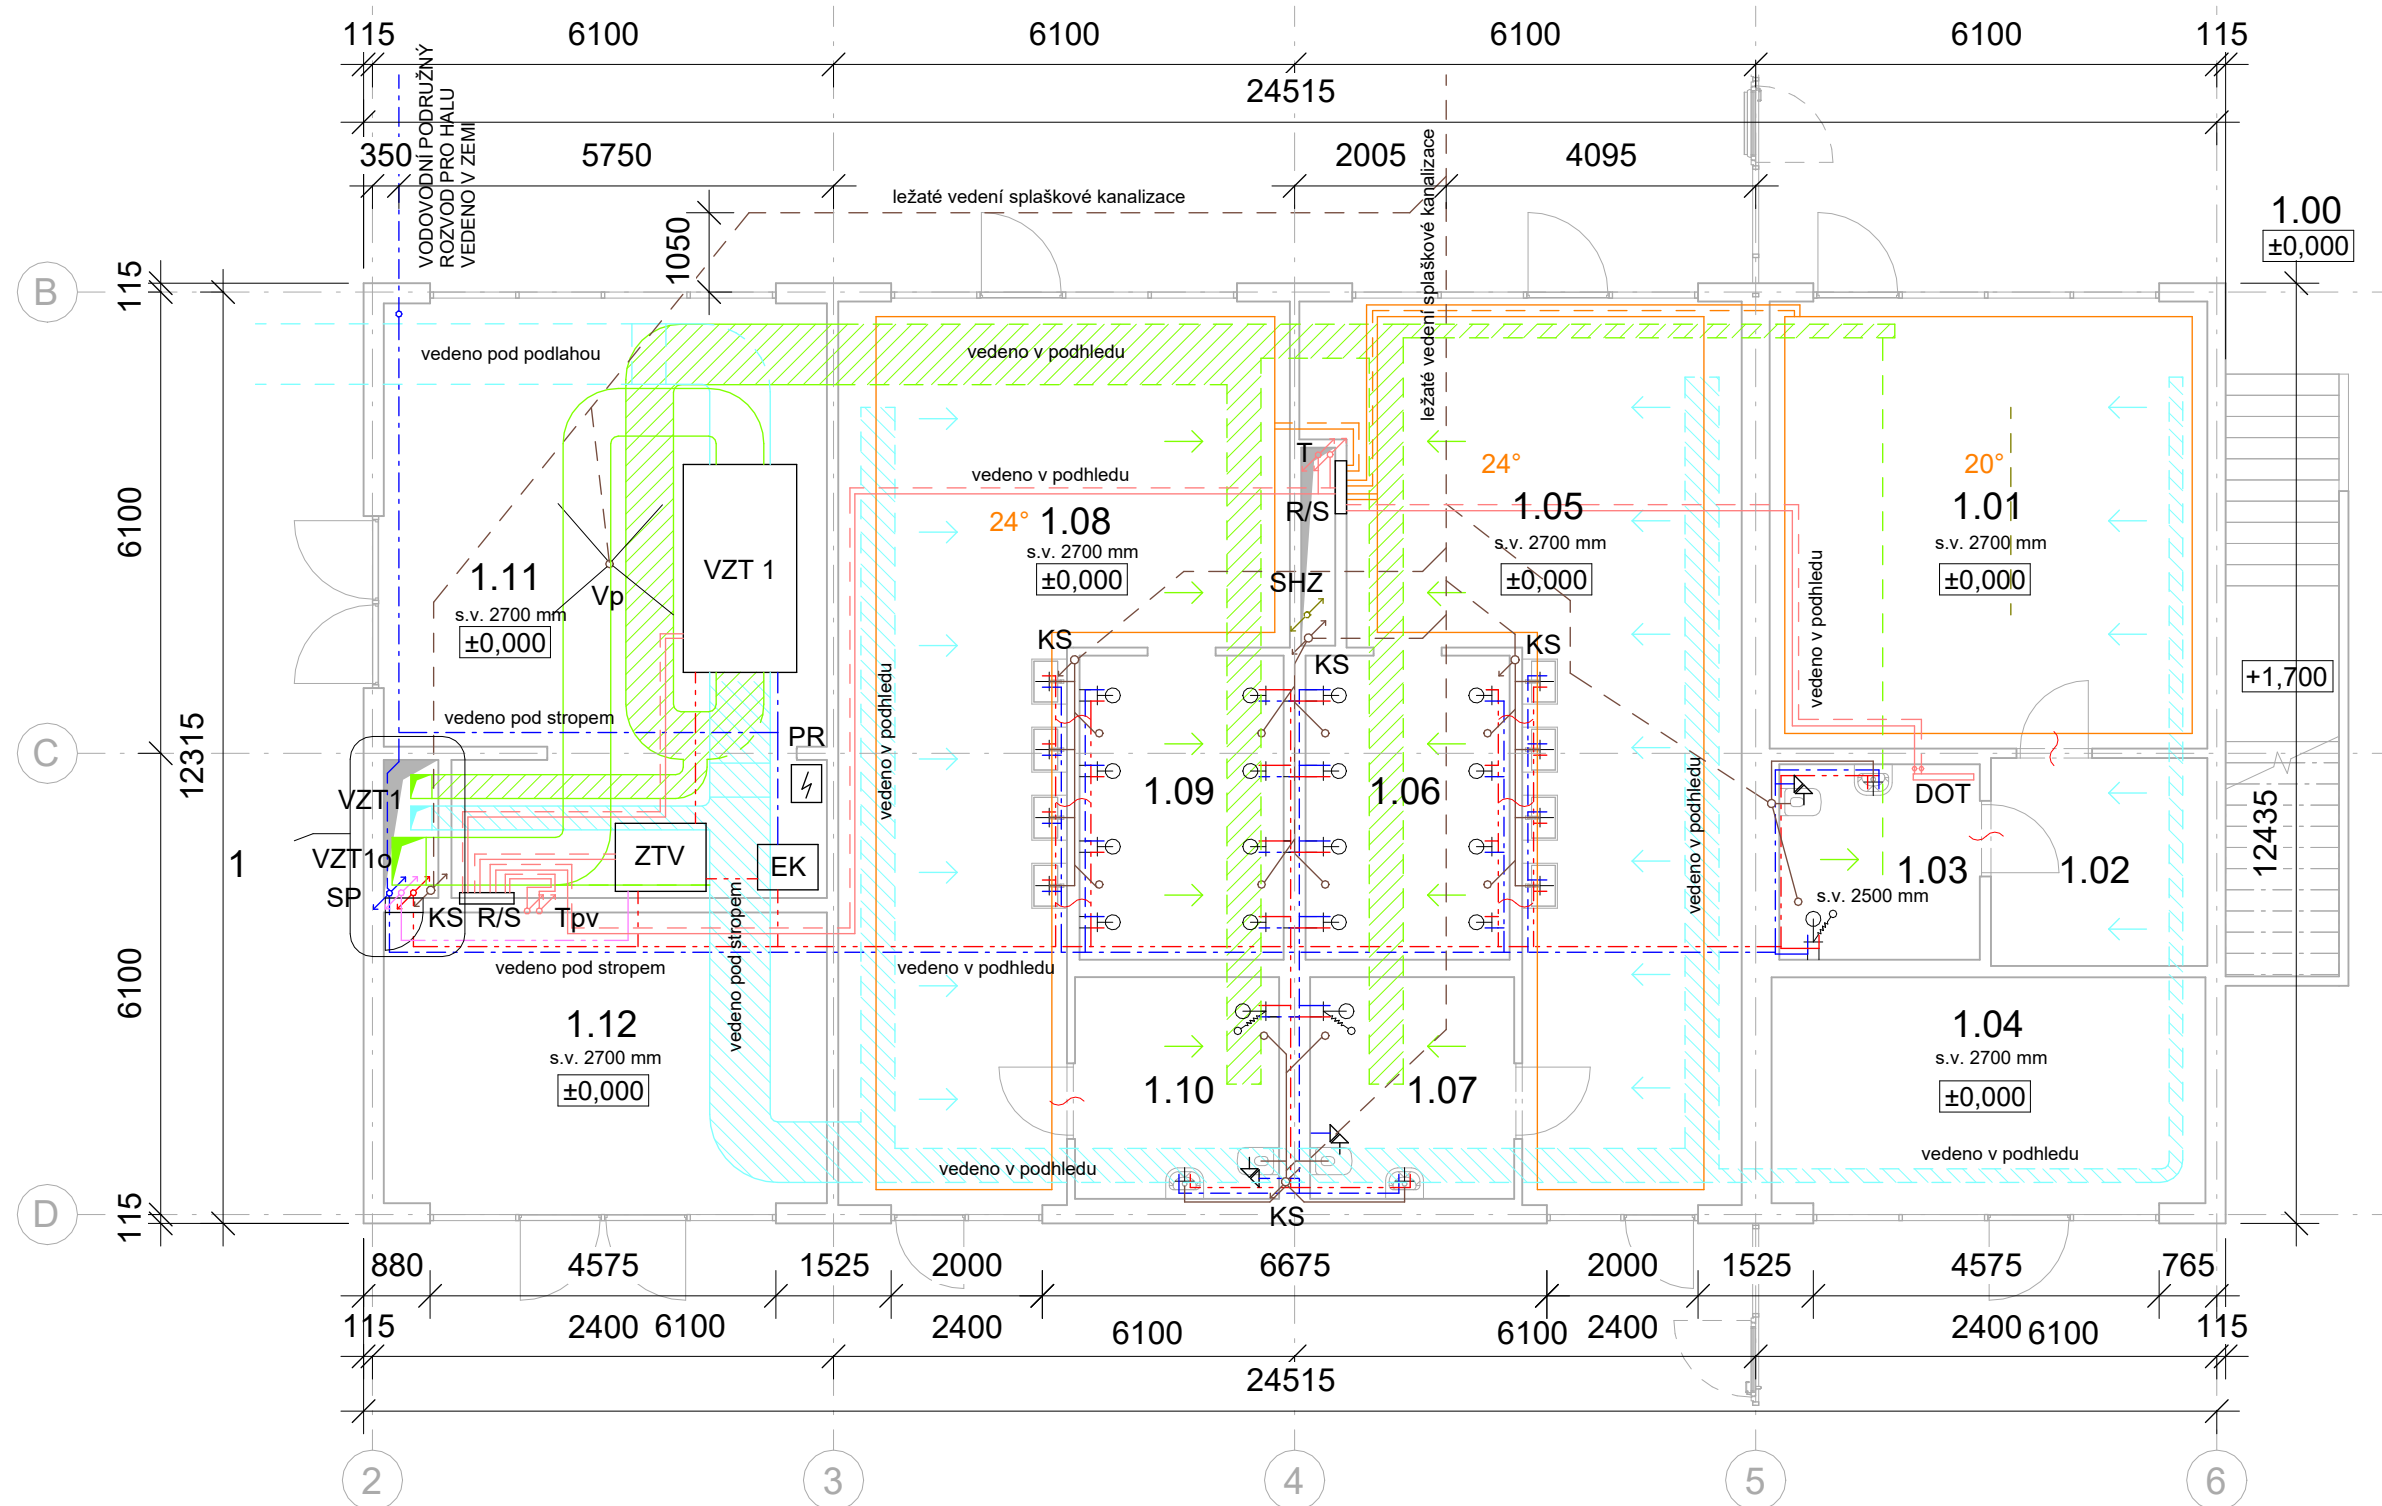 115
6100
6100
6100
6100
115
24515
350
5750
2005
4095
VODOVODNÍ PODRUŽNÝ
ROZVOD PRO HALU
VEDENO V ZEMI
ležaté vedení splaškové kanalizace
ležaté vedení splaškové kanalizace
1050
1.00
±0,000
B
115
vedeno pod podlahou
vedeno v podhledu
6100
12315
vedeno v podhledu
T
R/S
24°
1.08
s.v. 2700 mm
±0,000
24°
1.05
s.v. 2700 mm
±0,000
20°
1.01
s.v. 2700 mm
±0,000
VZT 1
1.11
s.v. 2700 mm
±0,000
Vp
SHZ
KS
KS
KS
vedeno v podhledu
vedeno v podhledu
+1,700
vedeno pod stropem
PR
C
VZT1
VZT1o
SP
KS
R/S
Tpv
ZTV
EK
1
1.09
1.06
vedeno v podhledu
DOT
1.03
s.v. 2500 mm
1.02
12435
6100
vedeno pod stropem
vedeno pod stropem
vedeno v podhledu
1.12
s.v. 2700 mm
±0,000
1.10
1.07
1.04
s.v. 2700 mm
±0,000
vedeno v podhledu
vedeno v podhledu
KS
D
115
880
4575
1525
2000
6675
2000
1525
4575
765
115
2400
6100
2400
6100
6100
2400
2400
6100
115
24515
2
3
4
5
6